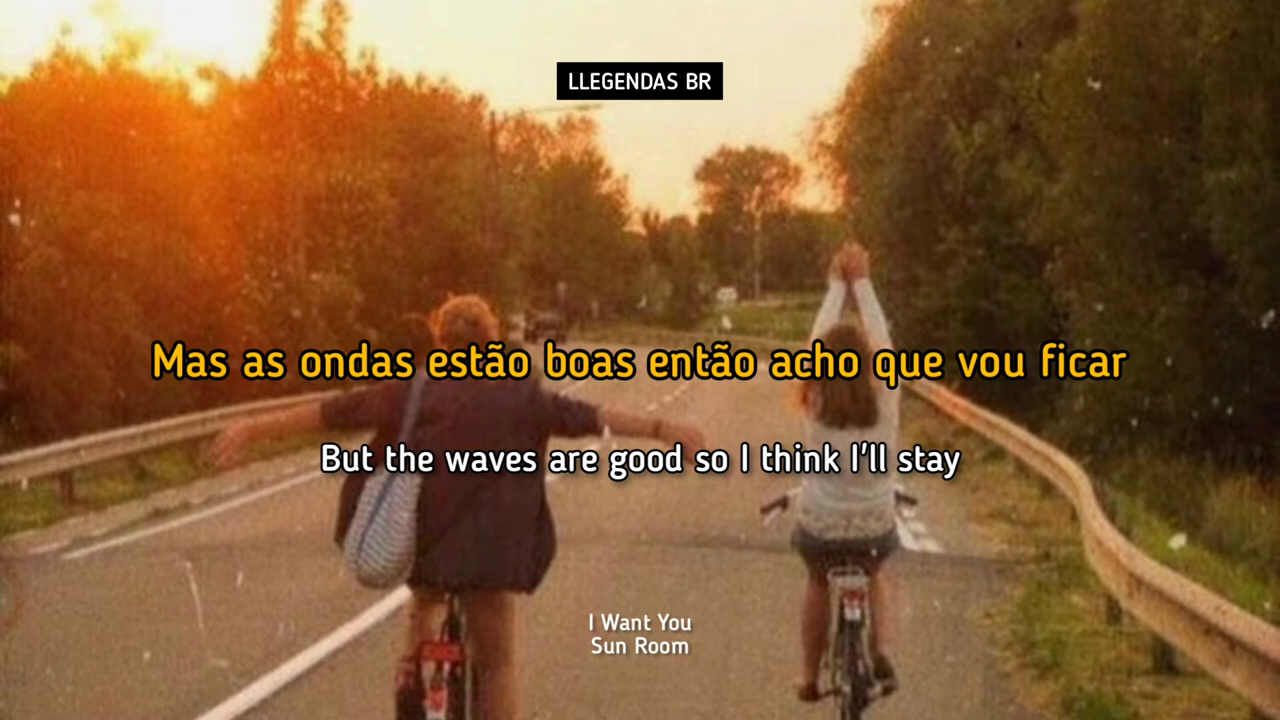 LLEGENDAS BR
Mas as ondas estão boas então acho que vou ficar
But the waves are good so I think I'll stay
I Want You
Sun Room